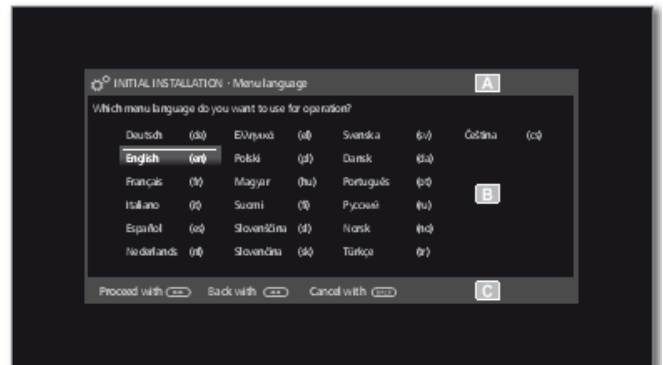 INITIAL INSTALLATION - Menu language A
Which menu language do you want to use for operation?
Deutsch (de) Ελληνικά (el) Svenska (sv) Čeština (cs)
English (en) Polski (pl) Dansk (da)
Français (fr) Magyar (hu) Português (pt)
B
Italiano (it) Suomi (fi) Русский (ru)
Español (es) Slovenščina (sl) Norsk (no)
Nederlands (nl) Slovenčina (sk) Türkçe (tr)
Proceed with Back with Cancel with BACK C